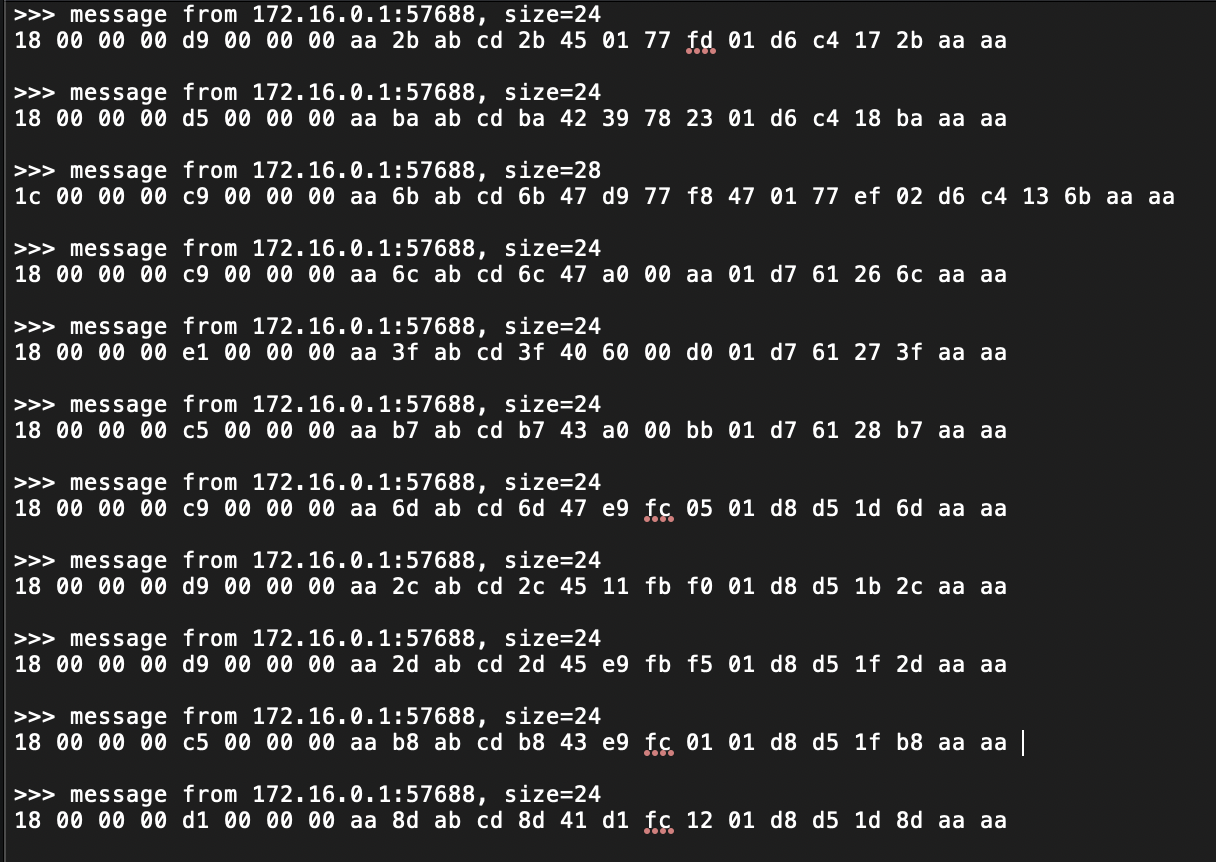 >>> message from 172.16.0.1:57688, size=24
18 00 00 00 d9 00 00 00 aa 2b ab cd 2b 45 01 77 fd 01 d6 c4 17 2b aa aa
>>> message from 172.16.0.1:57688, size=24
18 00 00 00 d5 00 00 00 aa ba ab cd ba 42 39 78 23 01 d6 c4 18 ba aa aa
>>> message from 172.16.0.1:57688, size=28
1c 00 00 00 c9 00 00 00 aa 6b ab cd 6b 47 d9 77 f8 47 01 77 ef 02 d6 c4 13 6b aa aa
>>> message from 172.16.0.1:57688, size=24
18 00 00 00 c9 00 00 00 aa 6c ab cd 6c 47 a0 00 aa 01 d7 61 26 6c aa aa
>>> message from 172.16.0.1:57688, size=24
18 00 00 00 e1 00 00 00 aa 3f ab cd 3f 40 60 00 d0 01 d7 61 27 3f aa aa
>>> message from 172.16.0.1:57688, size=24
18 00 00 00 c5 00 00 00 aa b7 ab cd b7 43 a0 00 bb 01 d7 61 28 b7 aa aa
>>> message from 172.16.0.1:57688, size=24
18 00 00 00 c9 00 00 00 aa 6d ab cd 6d 47 e9 fc 05 01 d8 d5 1d 6d aa aa
>>> message from 172.16.0.1:57688, size=24
18 00 00 00 d9 00 00 00 aa 2c ab cd 2c 45 11 fb f0 01 d8 d5 1b 2c aa aa
>>> message from 172.16.0.1:57688, size=24
18 00 00 00 d9 00 00 00 aa 2d ab cd 2d 45 e9 fb f5 01 d8 d5 1f 2d aa aa
>>> message from 172.16.0.1:57688, size=24
18 00 00 00 c5 00 00 00 aa b8 ab cd b8 43 e9 fc 01 01 d8 d5 1f b8 aa aa
>>> message from 172.16.0.1:57688, size=24
18 00 00 00 d1 00 00 00 aa 8d ab cd 8d 41 d1 fc 12 01 d8 d5 1d 8d aa aa